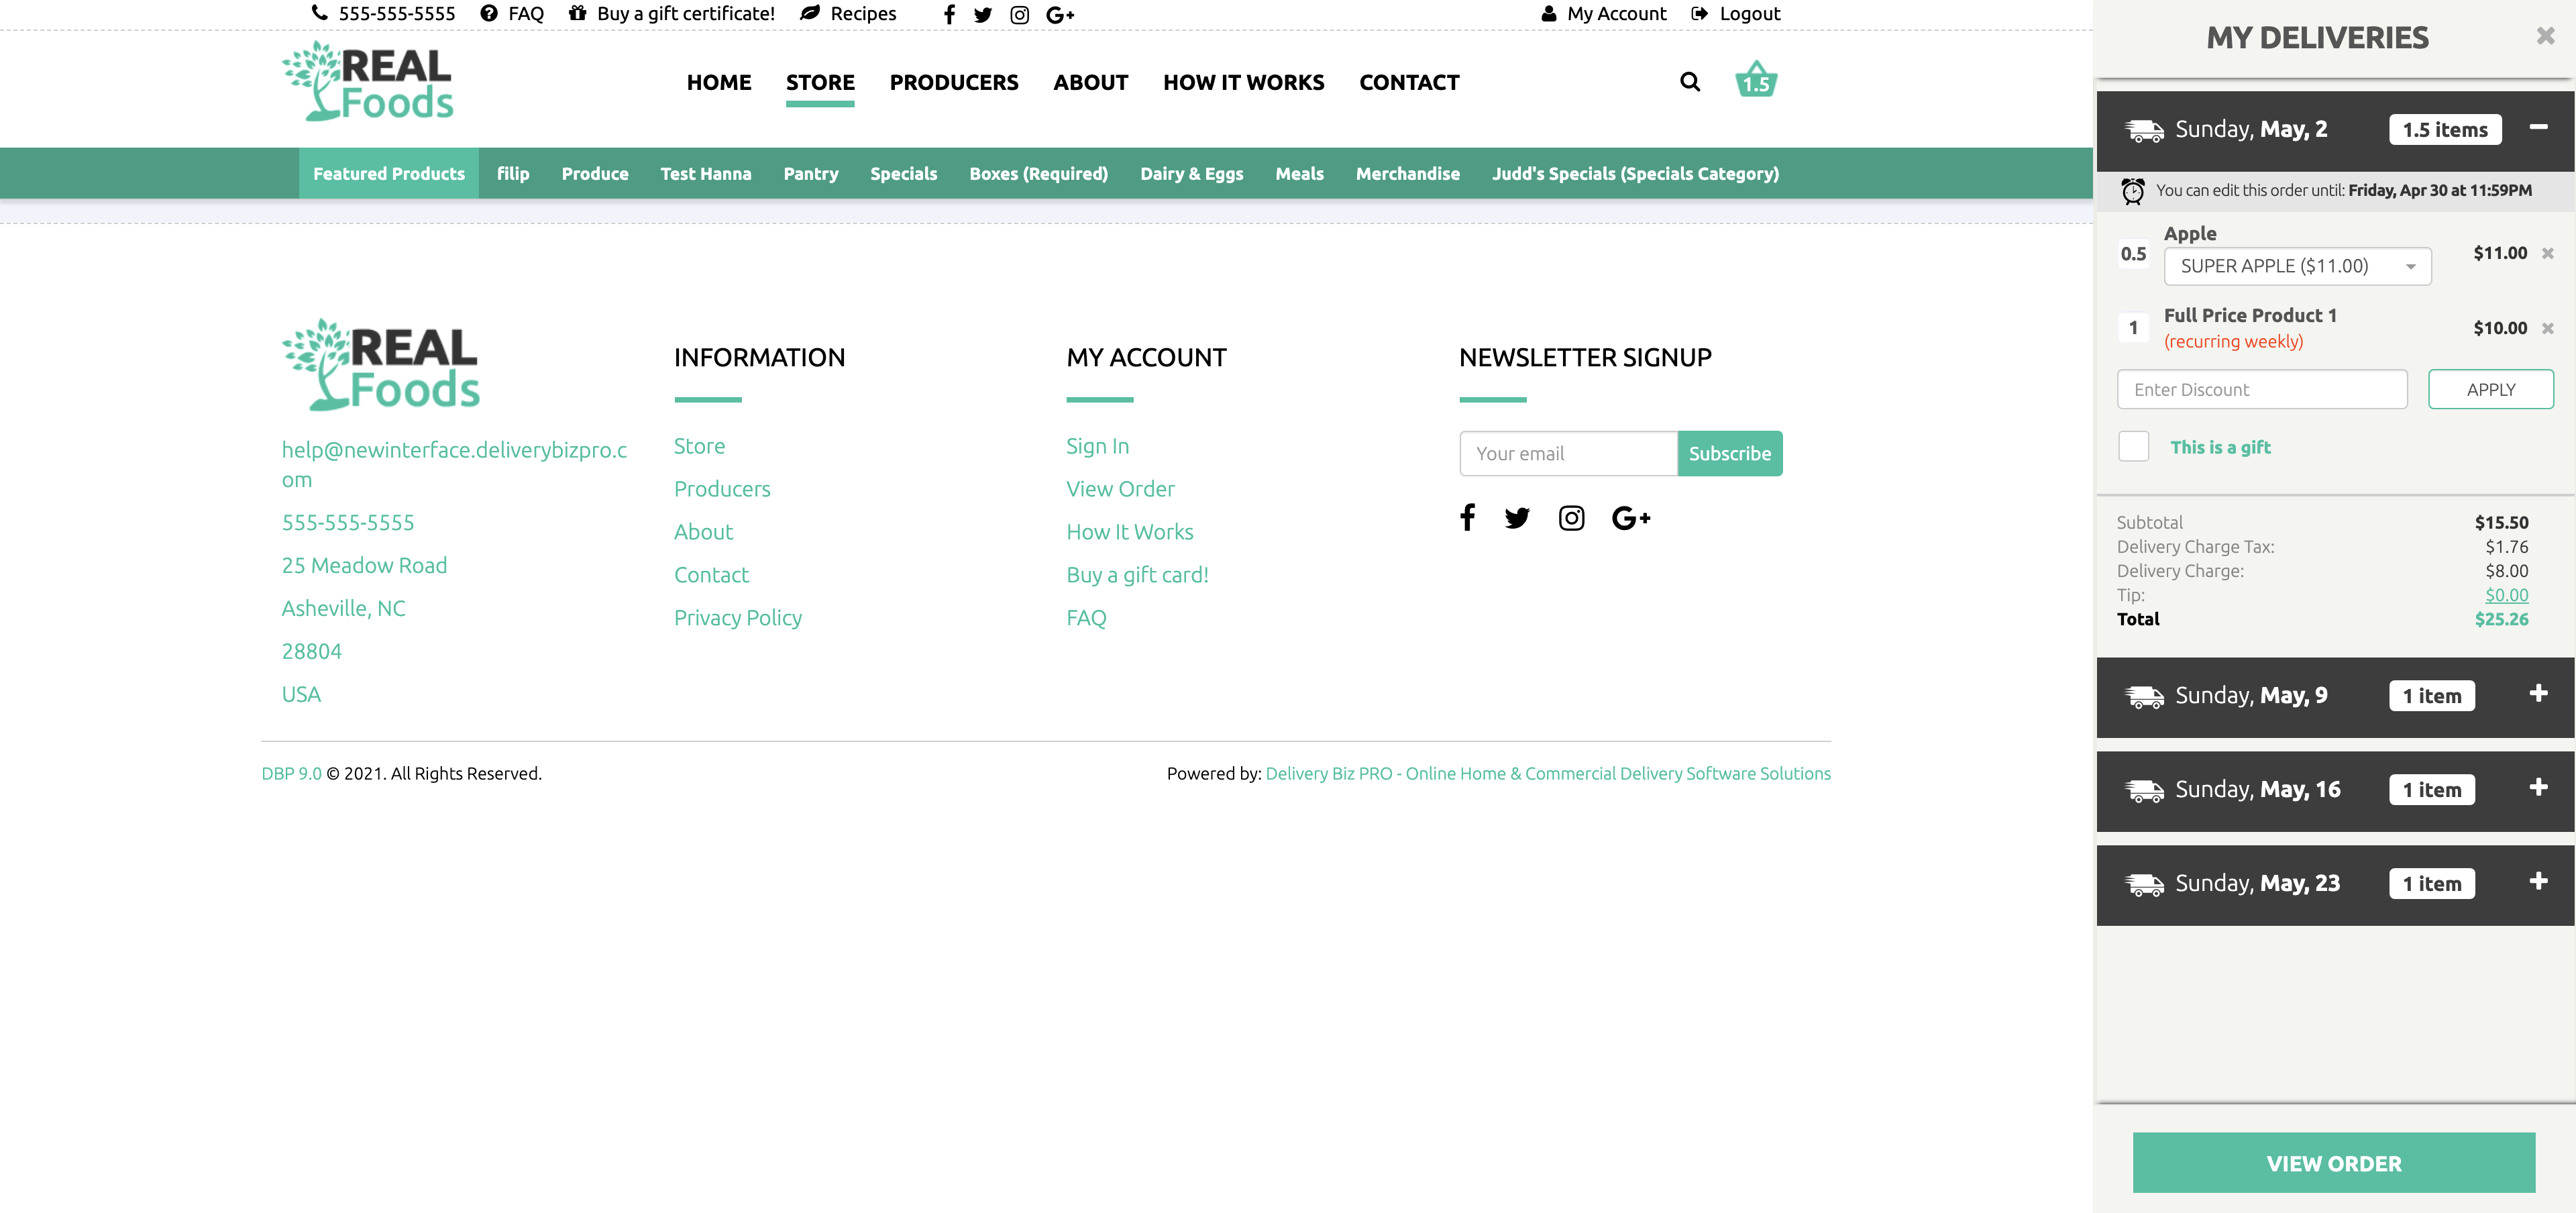 555-555-5555 FAQ Buy a gift certificate! Recipes My Account Logout
REAL
Foods
HOME STORE PRODUCERS ABOUT HOW IT WORKS CONTACT 1.5
Featured Products filip Produce Test Hanna Pantry Specials Boxes (Required) Dairy & Eggs Meals Merchandise Judd's Specials (Specials Category)
REAL
Foods
help@newinterface.deliverybizpro.c
om
555-555-5555
25 Meadow Road
Asheville, NC
28804
USA
INFORMATION
Store
Producers
About
Contact
Privacy Policy
MY ACCOUNT
Sign In
View Order
How It Works
Buy a gift card!
FAQ
NEWSLETTER SIGNUP
Your email Subscribe
DBP 9.0 © 2021. All Rights Reserved.
Powered by: Delivery Biz PRO - Online Home & Commercial Delivery Software Solutions
MY DELIVERIES
Sunday, May, 2 1.5 items
You can edit this order until: Friday, Apr 30 at 11:59PM
Apple
0.5 SUPER APPLE ($11.00) $11.00
Full Price Product 1
1 $10.00
(recurring weekly)
Enter Discount APPLY
This is a gift
Subtotal $15.50
Delivery Charge Tax: $1.76
Delivery Charge: $8.00
Tip: $0.00
Total $25.26
Sunday, May, 9 1 item
Sunday, May, 16 1 item
Sunday, May, 23 1 item
VIEW ORDER